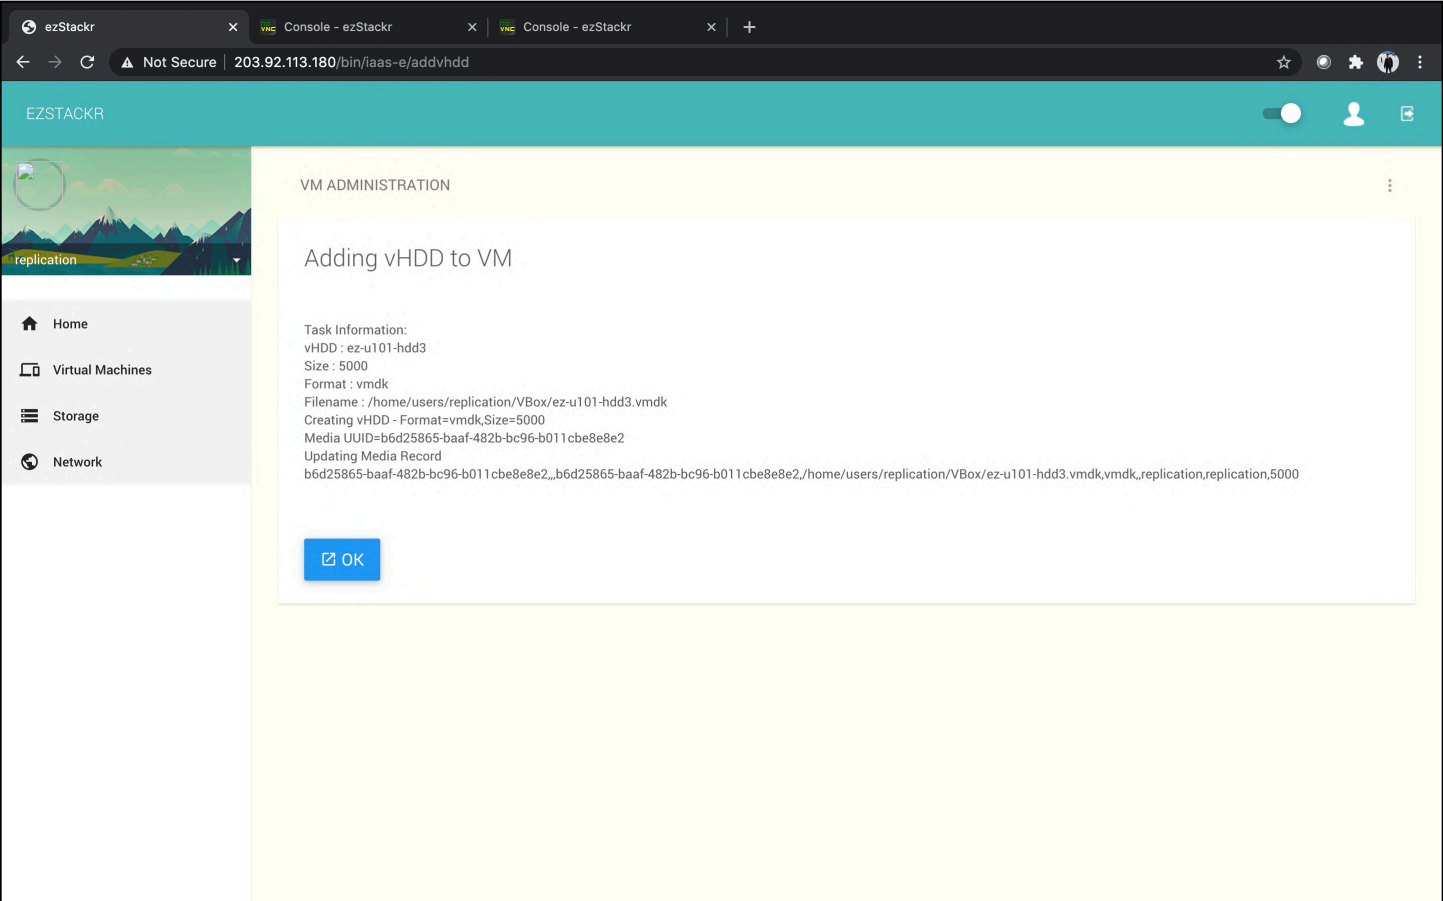 ezStackr
Console - ezStackr
Console - ezStackr
Not Secure
203.92.113.180/bin/iaas-e/addvhdd
EZSTACKR
replication
Home
Virtual Machines
Storage
Network
VM ADMINISTRATION
Adding vHDD to VM
Task Information:
vHDD : ez-u101-hdd3
Size : 5000
Format : vmdk
Filename : /home/users/replication/VBox/ez-u101-hdd3.vmdk
Creating vHDD - Format=vmdk,Size=5000
Media UUID=b6d25865-baaf-482b-bc96-b011cbe8e8e2
Updating Media Record
b6d25865-baaf-482b-bc96-b011cbe8e8e2,,,b6d25865-baaf-482b-bc96-b011cbe8e8e2,/home/users/replication/VBox/ez-u101-hdd3.vmdk,vmdk,,replication,replication,5000
OK